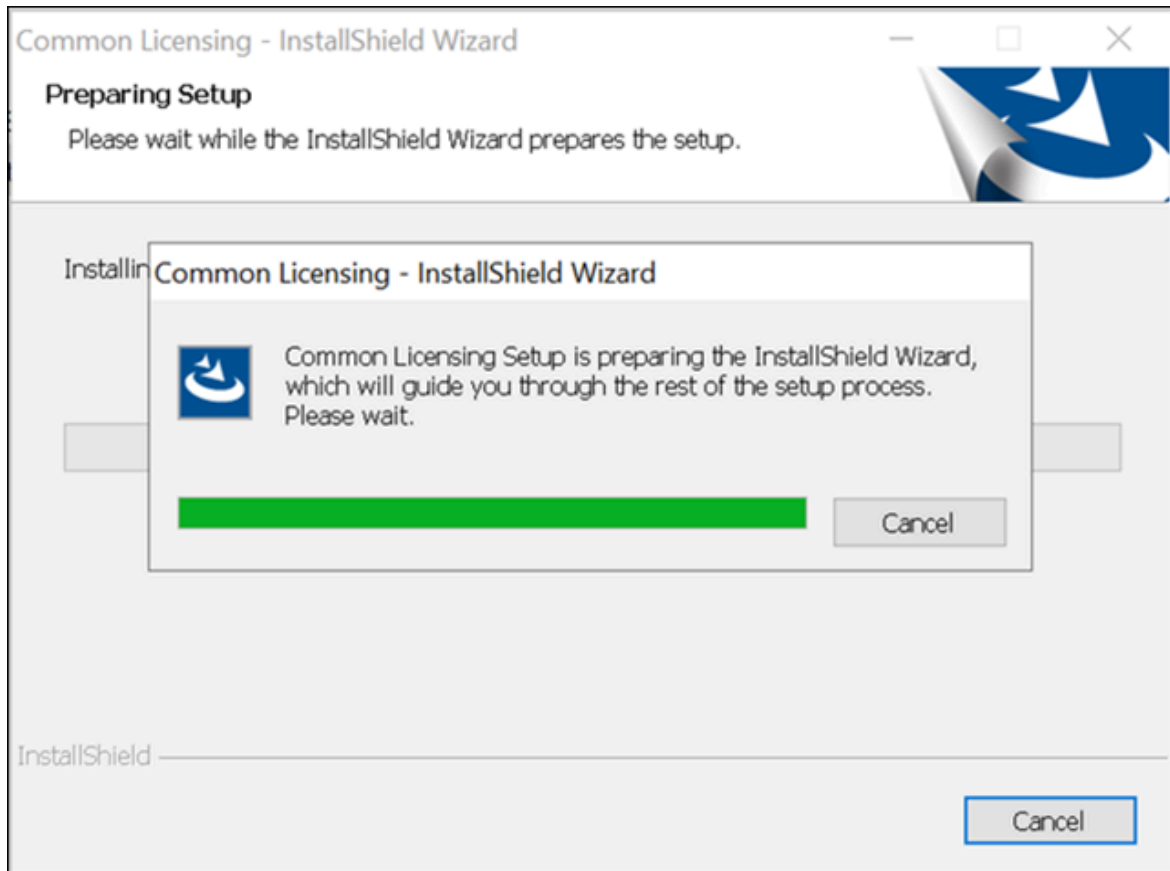 Common Licensing - InstallShield Wizard
Preparing Setup
Please wait while the InstallShield Wizard prepares the setup.
Installin
Common Licensing - InstallShield Wizard
Common Licensing Setup is preparing the InstallShield Wizard,
which will guide you through the rest of the setup process.
Please wait.
Cancel
InstallShield
Cancel